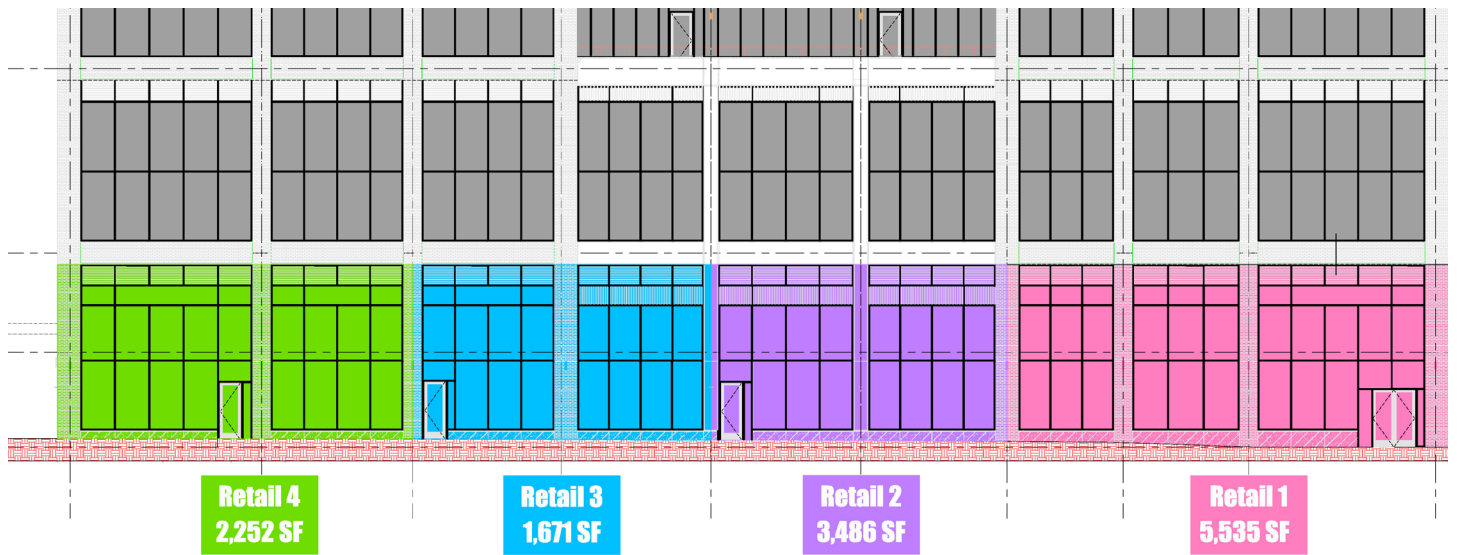 Retail 4
2,252 SF
Retail 3
1,671 SF
Retail 2
3,486 SF
Retail 1
5,535 SF